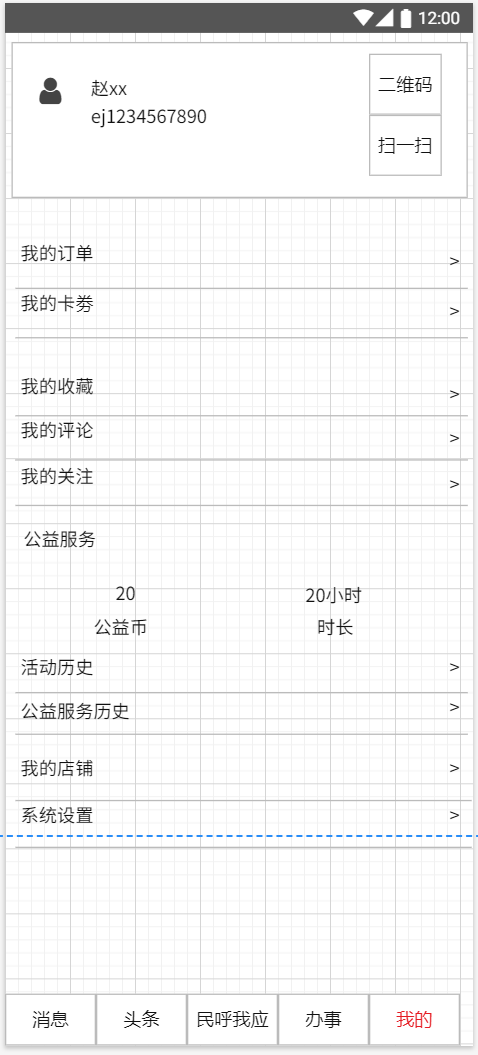 12:00
赵xx
ej1234567890
二维码
扫一扫
我的订单 >
我的卡劵 >
我的收藏 >
我的评论 >
我的关注 >
公益服务
20 20小时
公益币 时长
活动历史 >
公益服务历史 >
我的店铺 >
系统设置 >
消息 头条 民呼我应 办事 我的